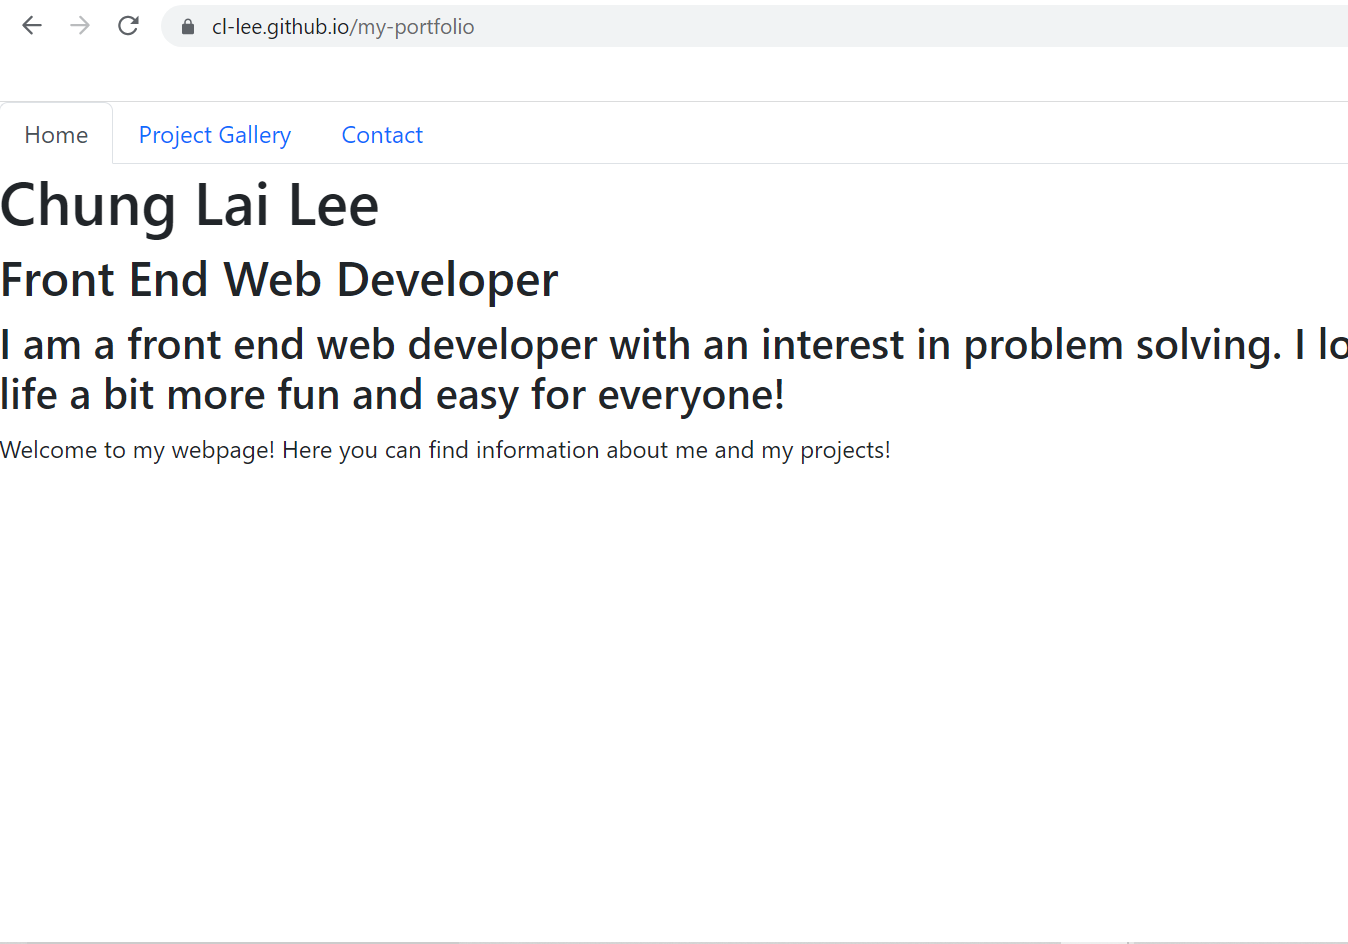 cl-lee.github.io/my-portfolio
Home Project Gallery Contact
Chung Lai Lee
Front End Web Developer
I am a front end web developer with an interest in problem solving. I lo
life a bit more fun and easy for everyone!
Welcome to my webpage! Here you can find information about me and my projects!